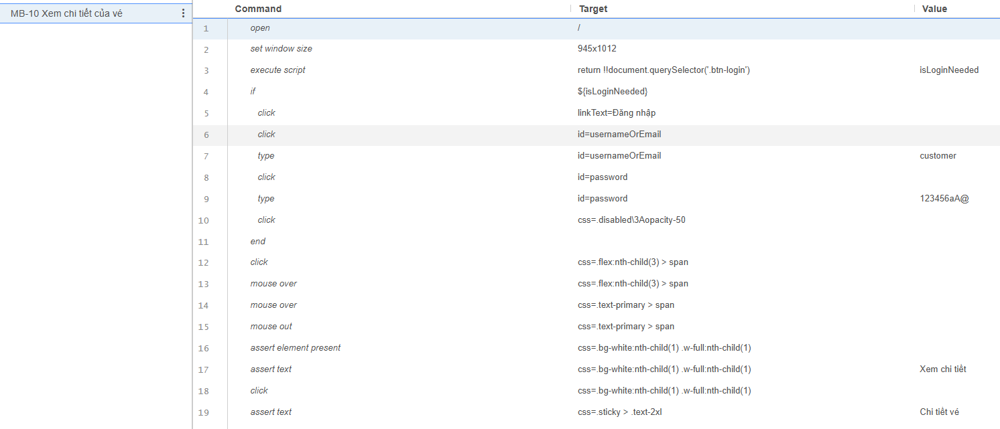 MB-10 Xem chi tiết của vé
Command Target Value
1 open /
2 set window size 945x1012
3 execute script return !!document.querySelector('.btn-login') isLoginNeeded
4 if ${isLoginNeeded}
5 click linkText=Đăng nhập
6 click id=usernameOrEmail
7 type id=usernameOrEmail customer
8 click id=password
9 type id=password 123456aA@
10 click css=.disabled\3Aopacity-50
11 end
12 click css=.flex:nth-child(3) > span
13 mouse over css=.flex:nth-child(3) > span
14 mouse over css=.text-primary > span
15 mouse out css=.text-primary > span
16 assert element present css=.bg-white:nth-child(1) .w-full:nth-child(1)
17 assert text css=.bg-white:nth-child(1) .w-full:nth-child(1) Xem chi tiết
18 click css=.bg-white:nth-child(1) .w-full:nth-child(1)
19 assert text css=.sticky > .text-2xl Chi tiết vé